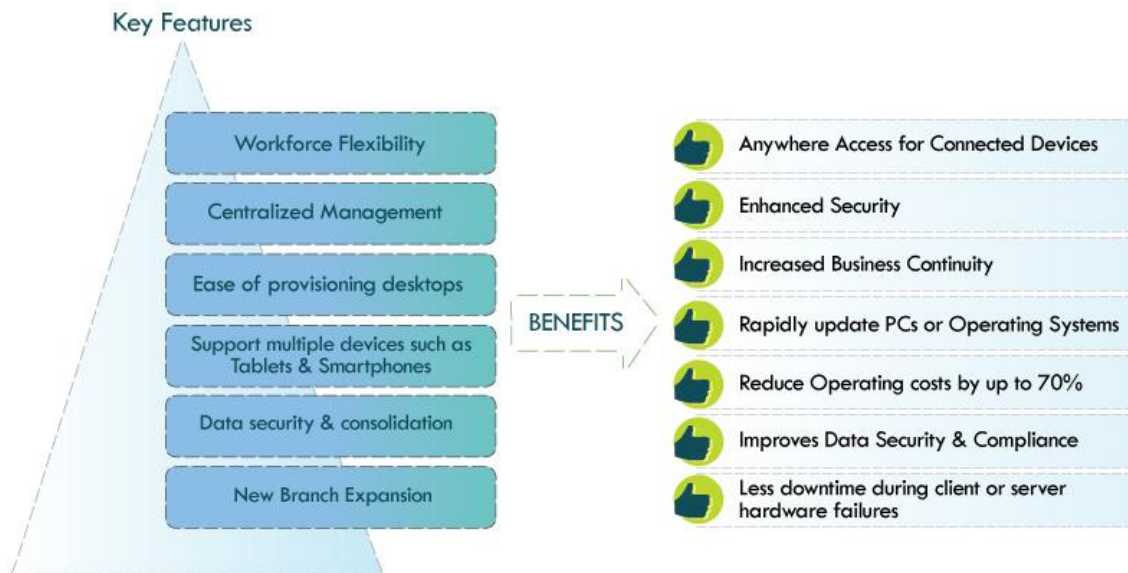 Key Features
Workforce Flexibility
Centralized Management
Ease of provisioning desktops
Support multiple devices such as
Tablets & Smartphones
Data security & consolidation
New Branch Expansion
BENEFITS
Anywhere Access for Connected Devices
Enhanced Security
Increased Business Continuity
Rapidly update PCs or Operating Systems
Reduce Operating costs by up to 70%
Improves Data Security & Compliance
Less downtime during client or server
hardware failures